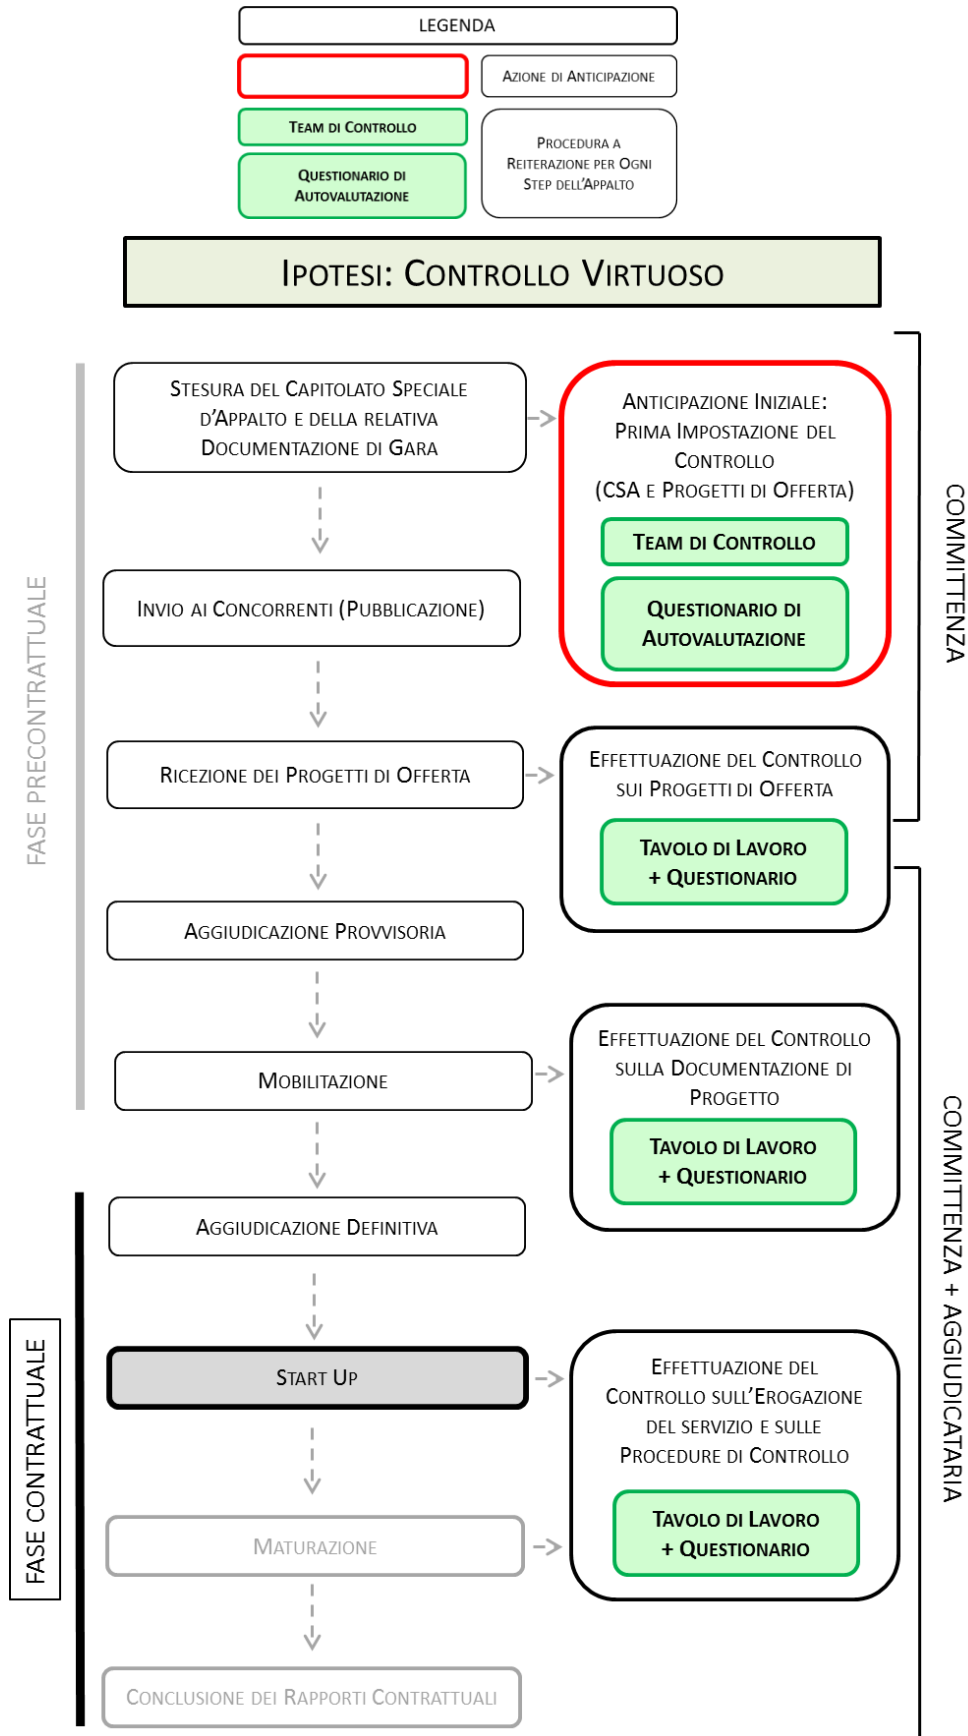 LEGENDA
AZIONE DI ANTICIPAZIONE
TEAM DI CONTROLLO
QUESTIONARIO DI
AUTOVALUTAZIONE
PROCEDURA A
REITERAZIONE PER OGNI
STEP DELL'APPALTO
IPOTESI: CONTROLLO VIRTUOSO
FASE PRECONTRATTUALE
STESURA DEL CAPITOLATO SPECIALE
D'APPALTO E DELLA RELATIVA
DOCUMENTAZIONE DI GARA
ANTICIPAZIONE INIZIALE:
PRIMA IMPOSTAZIONE DEL
CONTROLLO
(CSA E PROGETTI DI OFFERTA)
TEAM DI CONTROLLO
QUESTIONARIO DI
AUTOVALUTAZIONE
COMMITTENZA
INVIO AI CONCORRENTI (PUBBLICAZIONE)
RICEZIONE DEI PROGETTI DI OFFERTA
EFFETTUAZIONE DEL CONTROLLO
SUI PROGETTI DI OFFERTA
TAVOLO DI LAVORO
+ QUESTIONARIO
AGGIUDICAZIONE PROVVISORIA
MOBILITAZIONE
EFFETTUAZIONE DEL CONTROLLO
SULLA DOCUMENTAZIONE DI
PROGETTO
TAVOLO DI LAVORO
+ QUESTIONARIO
COMMITTENZA + AGGIUDICATARIA
FASE CONTRATTUALE
AGGIUDICAZIONE DEFINITIVA
START UP
EFFETTUAZIONE DEL
CONTROLLO SULL'EROGAZIONE
DEL SERVIZIO E SULLE
PROCEDURE DI CONTROLLO
TAVOLO DI LAVORO
+ QUESTIONARIO
MATURAZIONE
CONCLUSIONE DEI RAPPORTI CONTRATTUALI